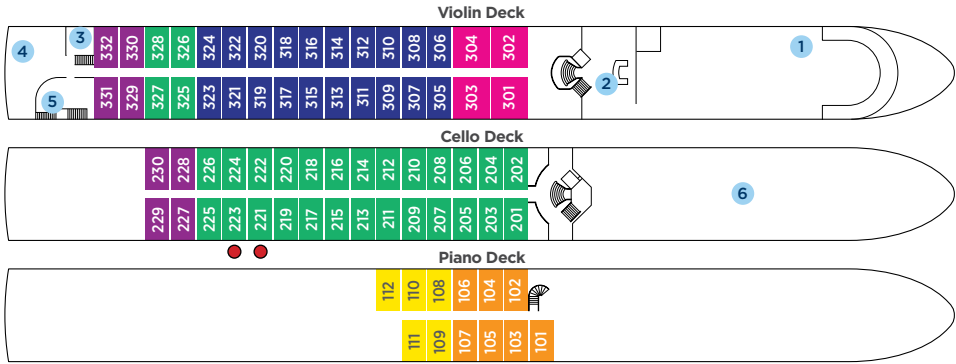 Violin Deck
4 3 332 330 328 326 324 322 320 318 316 314 312 310 308 306 304 302 1
5 331 329 327 325 323 321 319 317 315 313 311 309 307 305 303 301 2
Cello Deck
230 228 226 224 222 220 218 216 214 212 210 208 206 204 202
6
229 227 225 223 221 219 217 215 213 211 209 207 205 203 201
Piano Deck
112 110 108 106 104 102
111 109 107 105 103 101